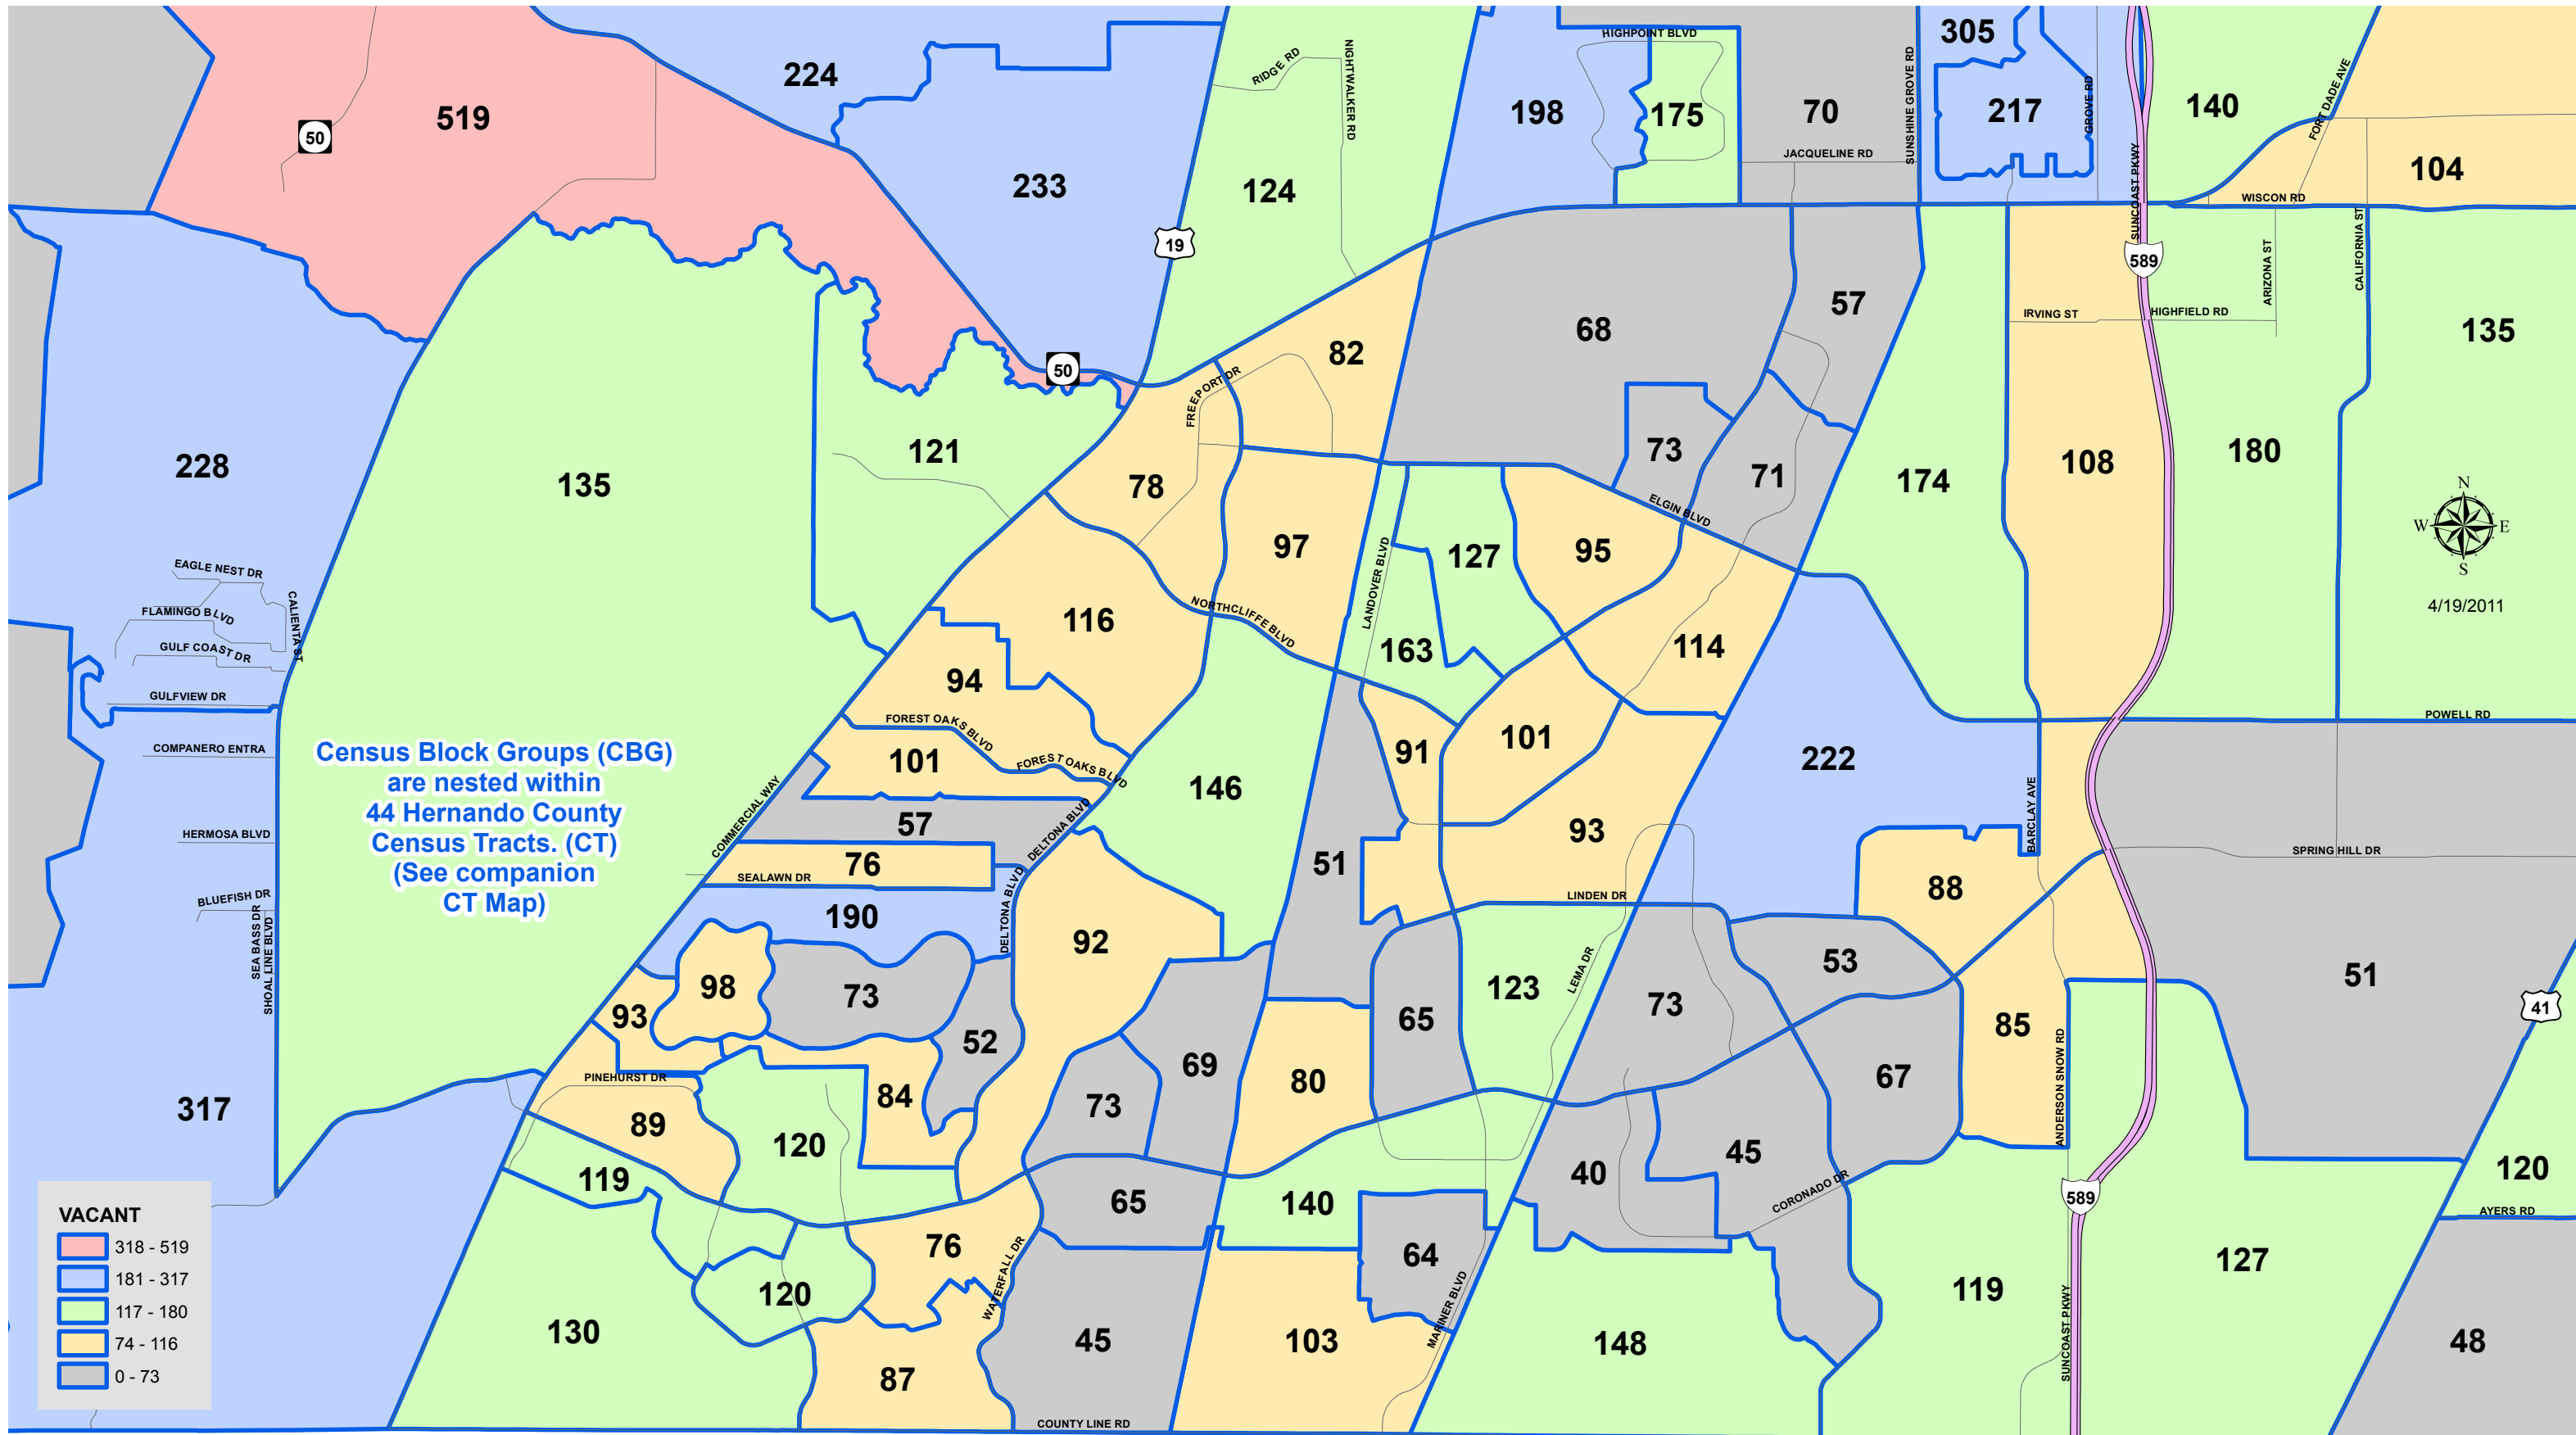 305
HIGHPOINT BLVD
224
RIDGE RD
NIGHTWALKER RD
SUNSHINE GROVE RD
519
50
198
175
70
217
GROVE RD
140
FORT DADE AVE
JACQUELINE RD
SUNCOAST PKWY
104
233
124
WISCON RD
19
589
ARIZONA ST
CALIFORNIA ST
57
IRVING ST
HIGHFIELD RD
68
135
82
50
FREEPORT DR
228
121
73
71
108
180
135
78
174
N
W
E
S
ELGIN BLVD
97
LANDOVER BLVD
127
95
EAGLE NEST DR
FLAMINGO BLVD
CALIENTA ST
GULF COAST DR
4/19/2011
116
NORTHCLIFFE BLVD
163
114
94
GULFVIEW DR
POWELL RD
FOREST OAKS BLVD
101
91
COMPANERO ENTRA
Census Block Groups (CBG)
are nested within
44 Hernando County
Census Tracts. (CT)
(See companion
CT Map)
101
FOREST OAKS BLVD
222
146
COMMERCIAL WAY
57
DELTONA BLVD
BARCLAY AVE
HERMOSA BLVD
93
51
76
SPRING HILL DR
SEALAWN DR
88
BLUEFISH DR
LINDEN DR
190
DELTONA BLVD
SEA BASS DR
SHOAL LINE BLVD
92
53
LEMA DR
51
98
73
123
73
41
93
65
85
52
69
ANDERSON SNOW RD
PINEHURST DR
80
67
84
317
73
89
120
45
120
119
40
CORONADO DR
65
140
589
AYERS RD
VACANT
318 - 519
181 - 317
117 - 180
74 - 116
0 - 73
76
WATERFALL DR
64
127
120
MARINER BLVD
119
SUNCOAST PKWY
130
45
103
148
48
87
COUNTY LINE RD